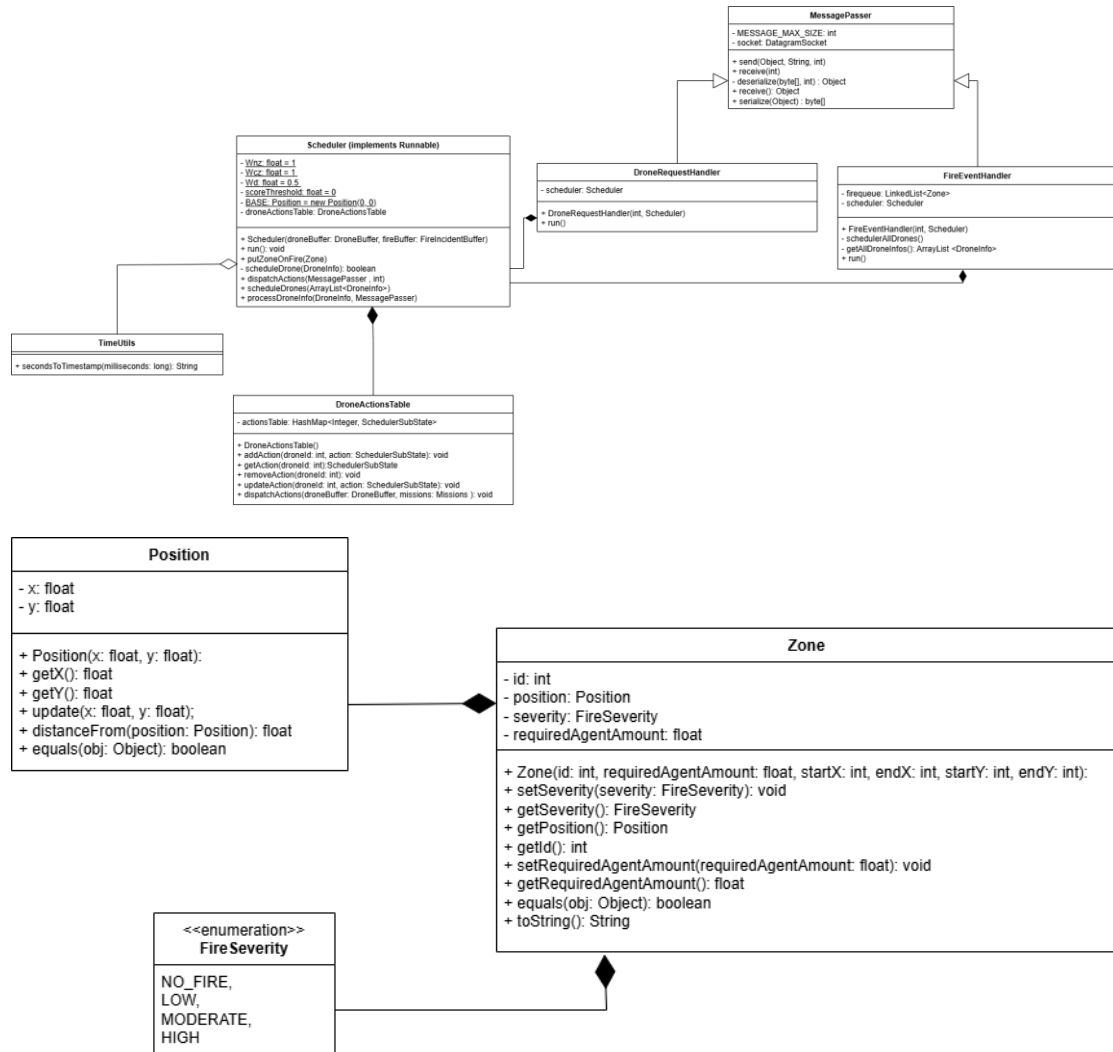 MessagePasser
- MESSAGE_MAX_SIZE: int
- socket: DatagramSocket
+ send(Object, String, int)
+ receive(int)
- deserialize(byte[], int) : Object
+ receive(): Object
+ serialize(Object) : byte[]
Scheduler (implements Runnable)
- Wnz: float = 1
- Wcz: float = 1
- Wd: float = 0.5
- scoreThreshold: float = 0
- BASE: Position = new Position(0, 0)
- droneActionsTable: DroneActionsTable
+ Scheduler(droneBuffer: DroneBuffer, fireBuffer: FireIncidentBuffer)
+ run(): void
+ putZoneOnFire(Zone)
- scheduleDrone(DroneInfo): boolean
+ dispatchActions(MessagePasser , int)
+ scheduleDrones(ArrayList<DroneInfo>)
+ processDroneInfo(DroneInfo, MessagePasser)
DroneRequestHandler
- scheduler: Scheduler
+ DroneRequestHandler(int, Scheduler)
+ run()
FireEventHandler
- firequeue: LinkedList<Zone>
- scheduler: Scheduler
+ FireEventHandler(int, Scheduler)
- schedulerAllDrones()
- getAllDroneInfos(): ArrayList <DroneInfo>
+ run()
TimeUtils
+ secondsToTimestamp(milliseconds: long): String
DroneActionsTable
- actionsTable: HashMap<Integer, SchedulerSubState>
+ DroneActionsTable()
+ addAction(droneId: int, action: SchedulerSubState): void
+ getAction(droneId: int):SchedulerSubState
+ removeAction(droneId: int): void
+ updateAction(droneId: int, action: SchedulerSubState): void
+ dispatchActions(droneBuffer: DroneBuffer, missions: Missions ): void
Position
- x: float
- y: float
+ Position(x: float, y: float):
+ getX(): float
+ getY(): float
+ update(x: float, y: float);
+ distanceFrom(position: Position): float
+ equals(obj: Object): boolean
Zone
- id: int
- position: Position
- severity: FireSeverity
- requiredAgentAmount: float
+ Zone(id: int, requiredAgentAmount: float, startX: int, endX: int, startY: int, endY: int):
+ setSeverity(severity: FireSeverity): void
+ getSeverity(): FireSeverity
+ getPosition(): Position
+ getId(): int
+ setRequiredAgentAmount(requiredAgentAmount: float): void
+ getRequiredAgentAmount(): float
+ equals(obj: Object): boolean
+ toString(): String
<<enumeration>>
FireSeverity
NO_FIRE,
LOW,
MODERATE,
HIGH